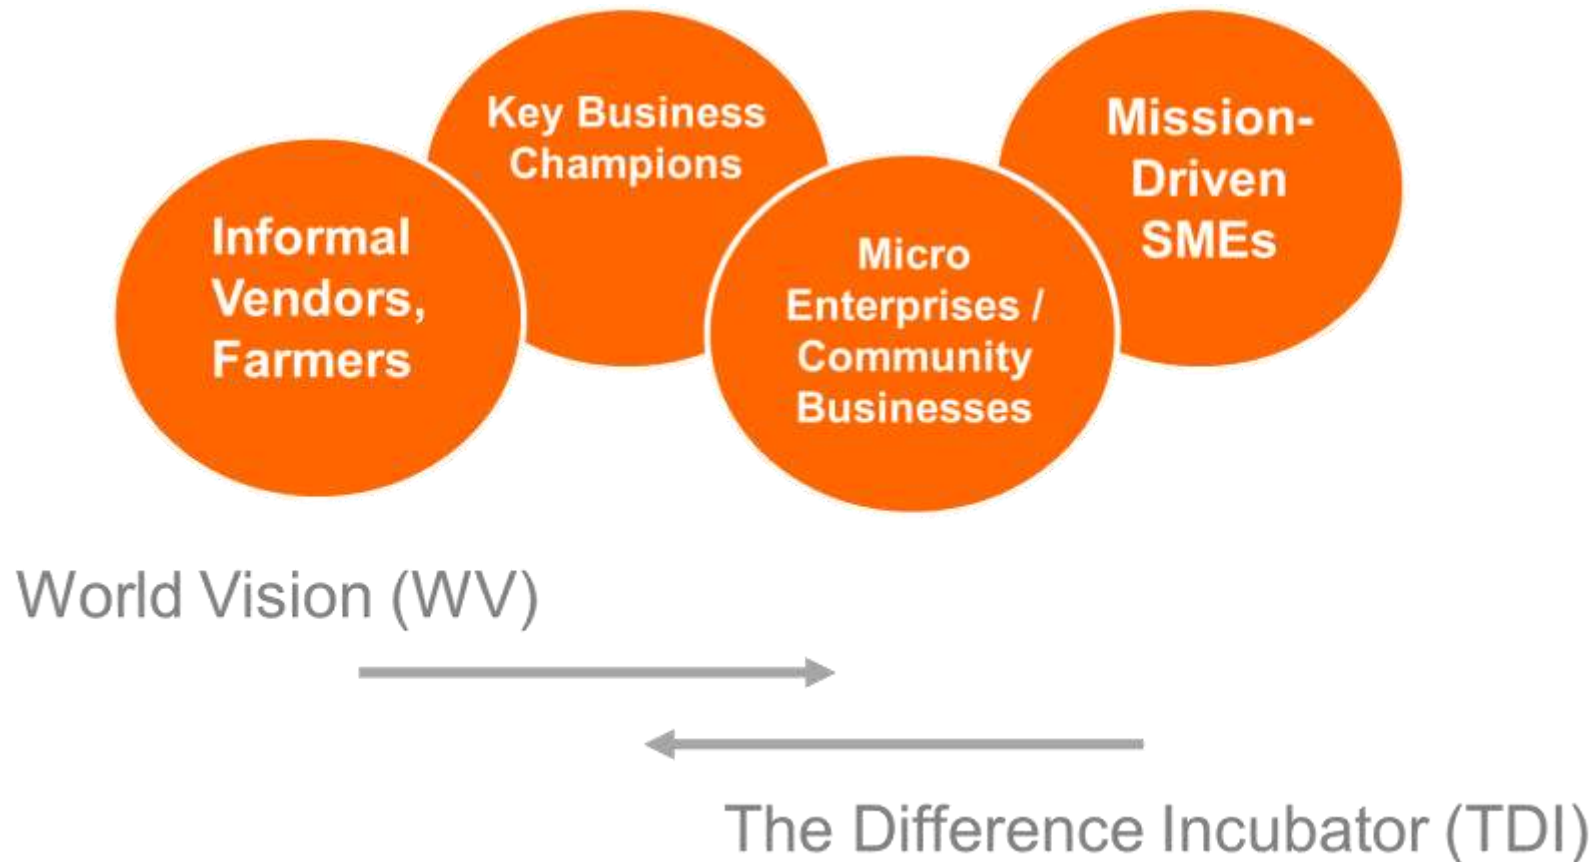 Informal
Vendors,
Farmers
Key Business
Champions
Micro
Enterprises /
Community
Businesses
Mission-
Driven
SMEs
World Vision (WV)
The Difference Incubator (TDI)